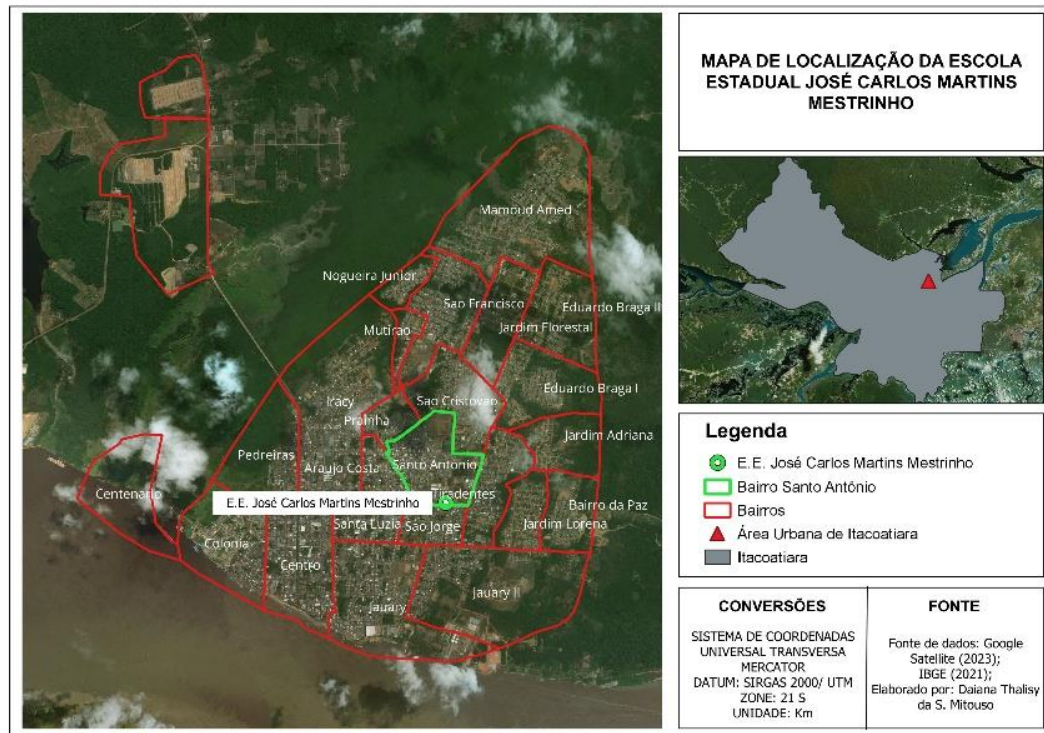 MAPA DE LOCALIZAÇÃO DA ESCOLA
ESTADUAL JOSÉ CARLOS MARTINS
MESTRINHO
Mamoud Amed
Nogueira Junior
Sao Francisco
Eduardo Braga II
Jardim Florestal
Mutirao
Eduardo Braga I
Iracy
Sao Cristovao
Prainha
Jardim Adriana
Pedreiras
Araujo Costa
Santo Antonio
Centenario
Tiradentes
E.E. José Carlos Martins Mestrinho
Bairro da Paz
Santa Luzia
Sao Jorge
Jardim Lorena
Colonia
Centro
Jauary II
Jauary
Legenda
E.E. José Carlos Martins Mestrinho
Bairro Santo Antônio
Bairros
Área Urbana de Itacoatiara
Itacoatiara
CONVERSÕES
SISTEMA DE COORDENADAS
UNIVERSAL TRANSVERSA
MERCATOR
DATUM: SIRGAS 2000/ UTM
ZONE: 21 S
UNIDADE: Km
FONTE
Fonte de dados: Google
Satellite (2023);
IBGE (2021);
Elaborado por: Daiana Thalisy
da S. Mitouso